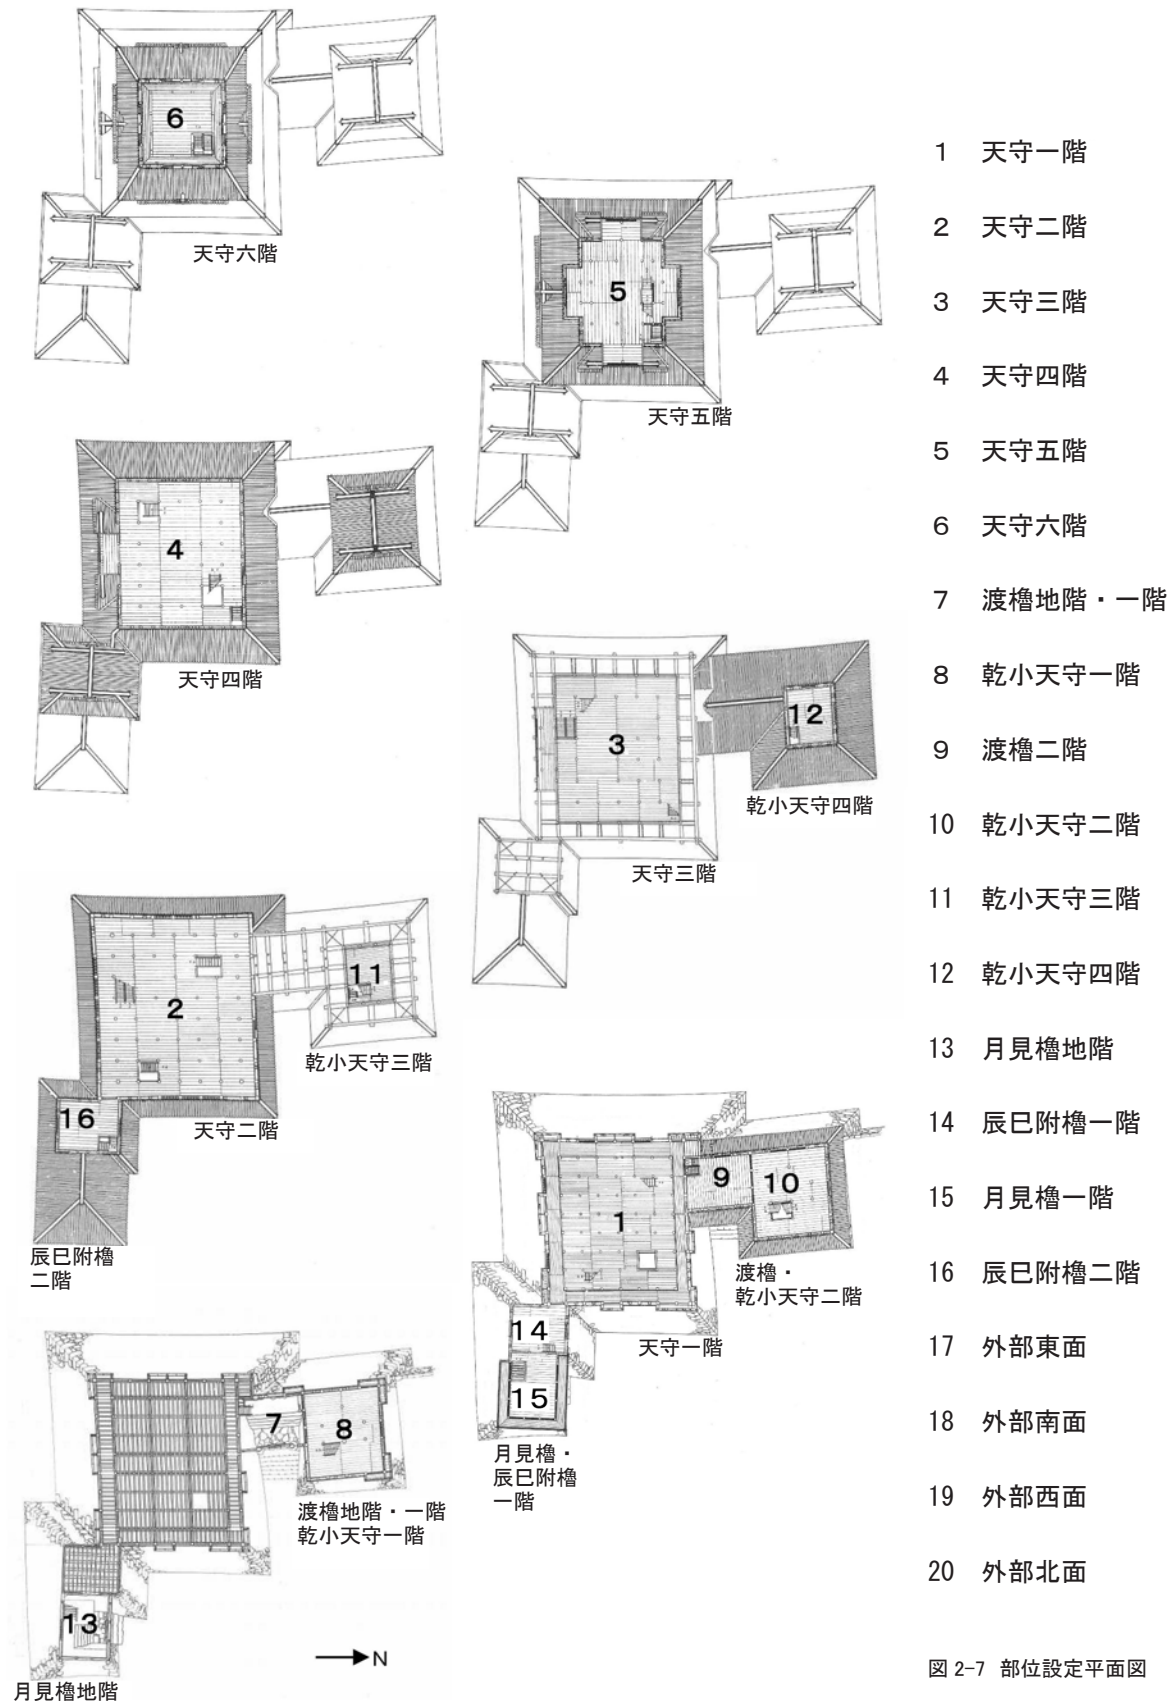 6
天守六階
5
天守五階
4
天守四階
3
12
乾小天守四階
天守三階
2
11
乾小天守三階
16
天守二階
辰巳附櫓
二階
1
9
10
渡櫓・
乾小天守二階
14
天守一階
15
月見櫓・
辰巳附櫓
一階
7
8
渡櫓地階・一階
乾小天守一階
13
N
月見櫓地階
1 天守一階
2 天守二階
3 天守三階
4 天守四階
5 天守五階
6 天守六階
7 渡櫓地階・一階
8 乾小天守一階
9 渡櫓二階
10 乾小天守二階
11 乾小天守三階
12 乾小天守四階
13 月見櫓地階
14 辰巳附櫓一階
15 月見櫓一階
16 辰巳附櫓二階
17 外部東面
18 外部南面
19 外部西面
20 外部北面
図 2-7 部位設定平面図